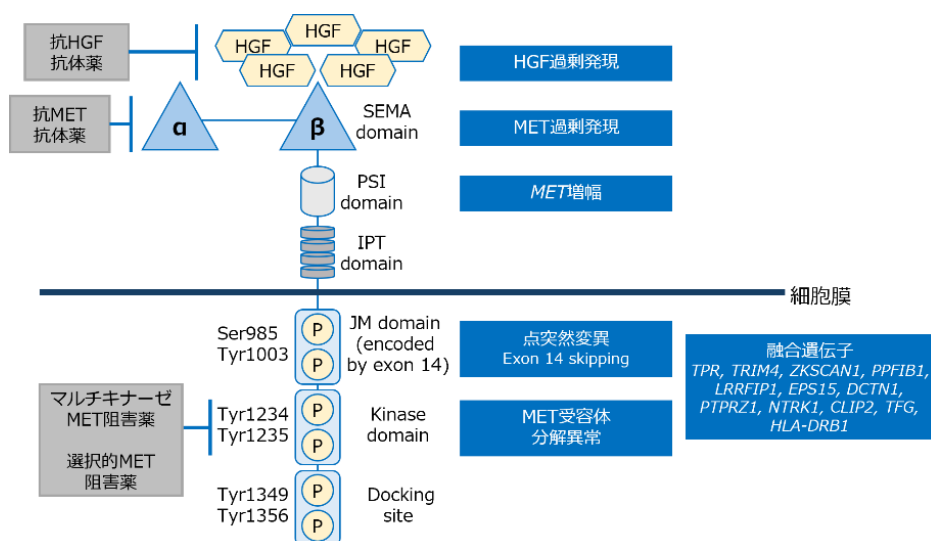 抗HGF
抗体薬
HGF
HGF
HGF
HGF
HGF
HGF過剰発現
抗MET
抗体薬
α
β
SEMA
domain
MET過剰発現
PSI
domain
MET増幅
IPT
domain
細胞膜
Ser985
Tyr1003
P
P
JM domain
(encoded
by exon 14)
点突然変異
Exon 14 skipping
融合遺伝子
TPR, TRIM4, ZKSCAN1, PPFIB1,
LRRFIP1, EPS15, DCTN1,
PTPRZ1, NTRK1, CLIP2, TFG,
HLA-DRB1
マルチキナーゼ
MET阻害薬
選択的MET
阻害薬
Tyr1234
Tyr1235
P
P
Kinase
domain
MET受容体
分解異常
Tyr1349
Tyr1356
P
P
Docking
site